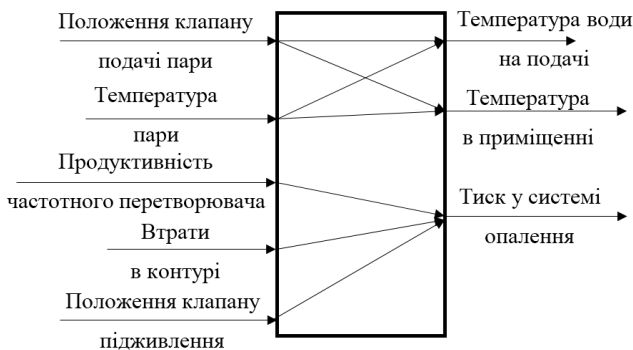 Положення клапану
подачі пари
Температура
пари
Продуктивність
частотного перетворювача
Втрати
в контурі
Положення клапану
підживлення
Температура води
на подачі
Температура
в приміщенні
Тиск у системі
опалення